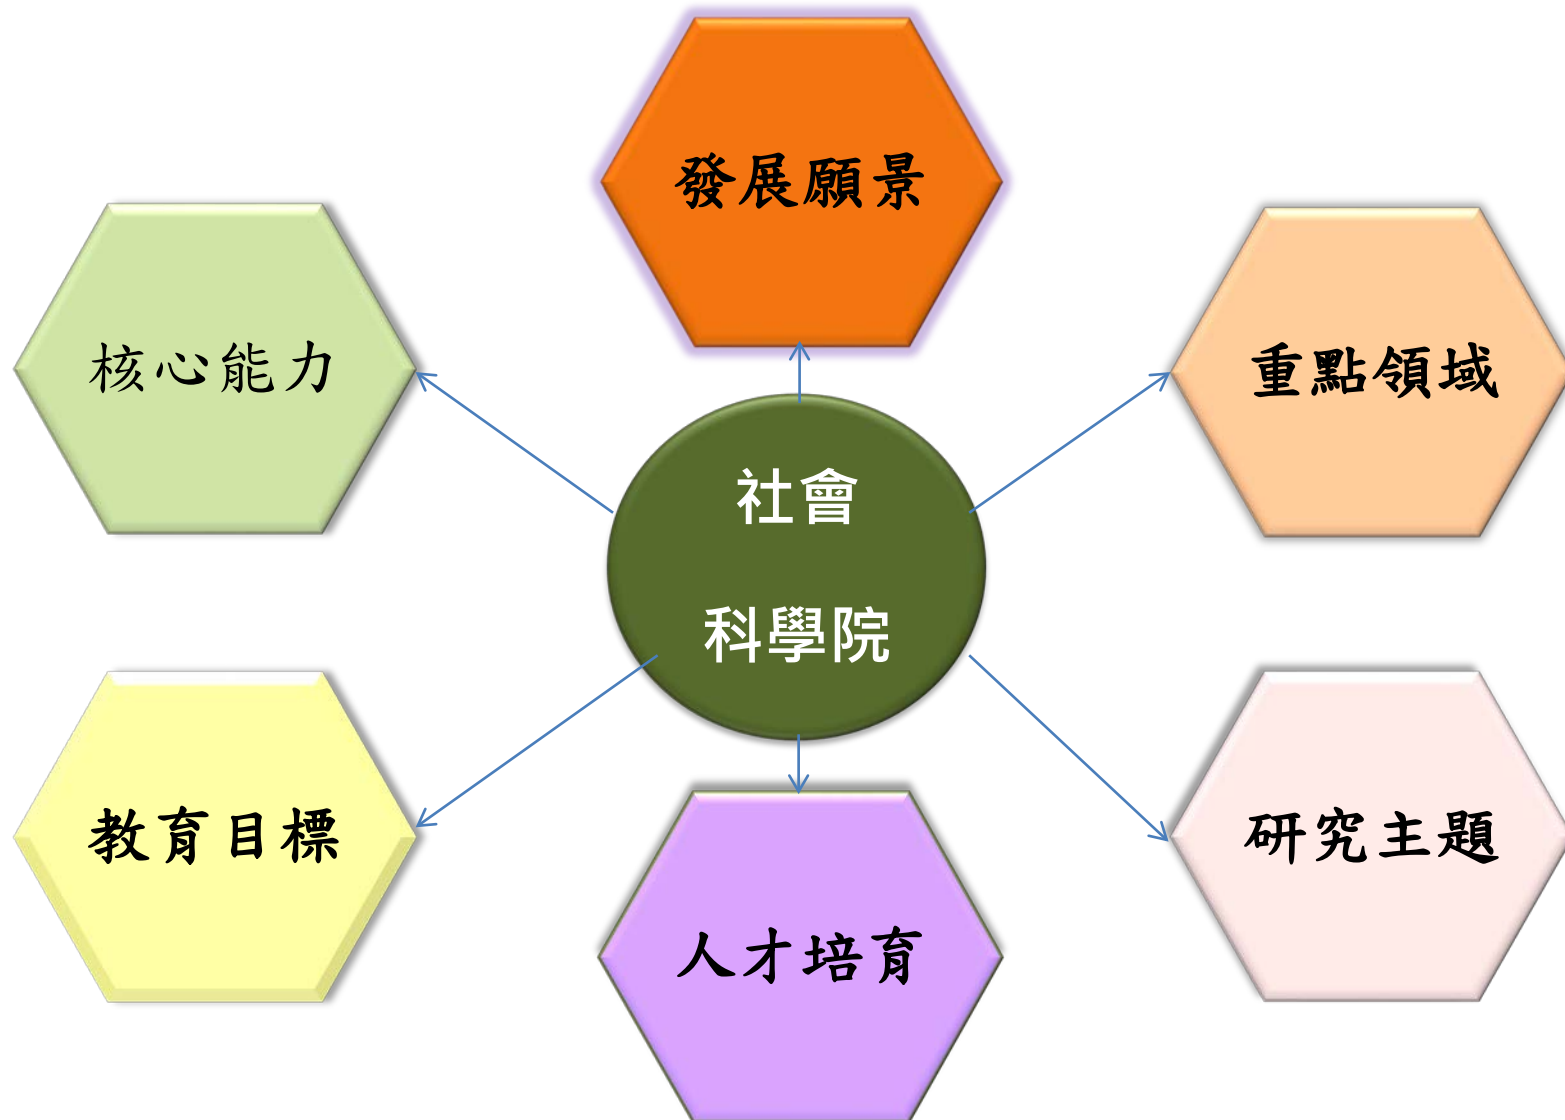 發展願景
核心能力
重點領域
社會
科學院
教育目標
研究主題
人才培育